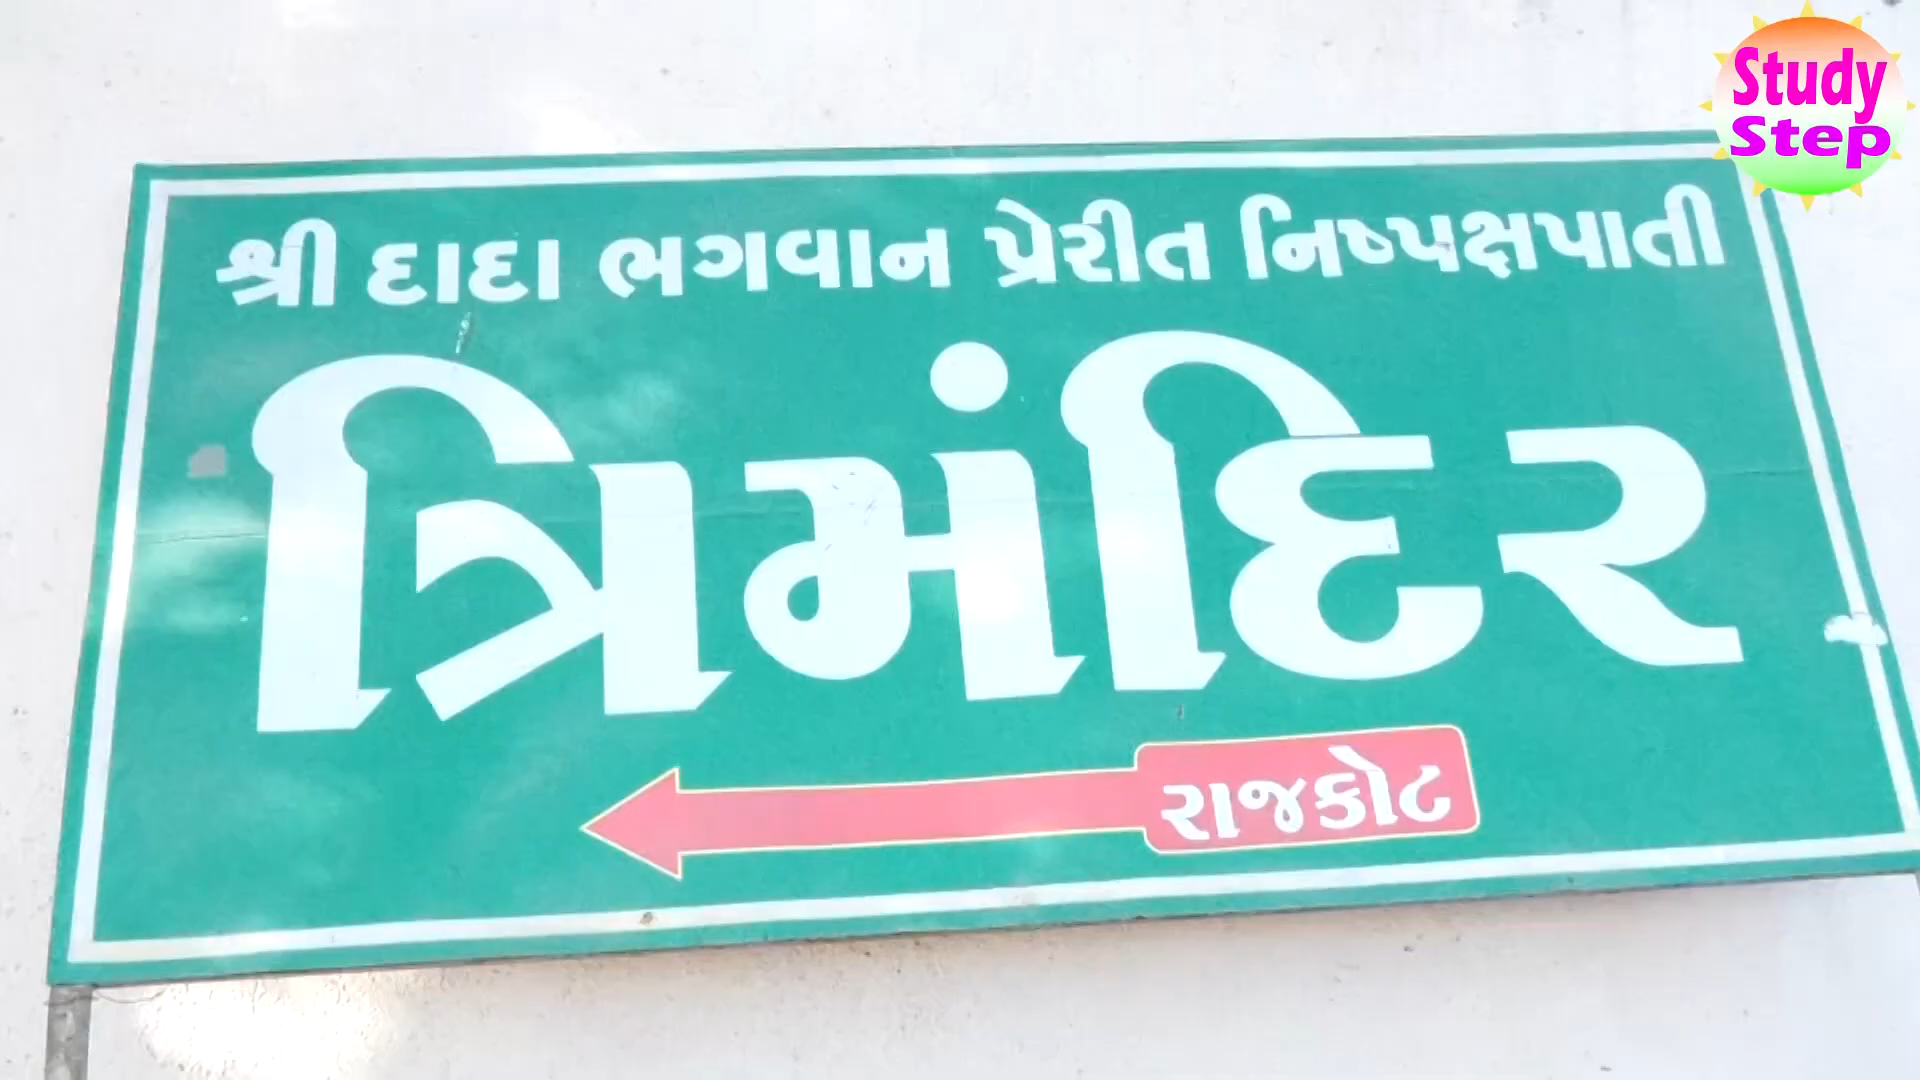 Study
Step
શ્રી દાદા ભગવાન પ્રેરીત નિષ્પક્ષપાતી
ત્રિમંદિર
રાજકોટ